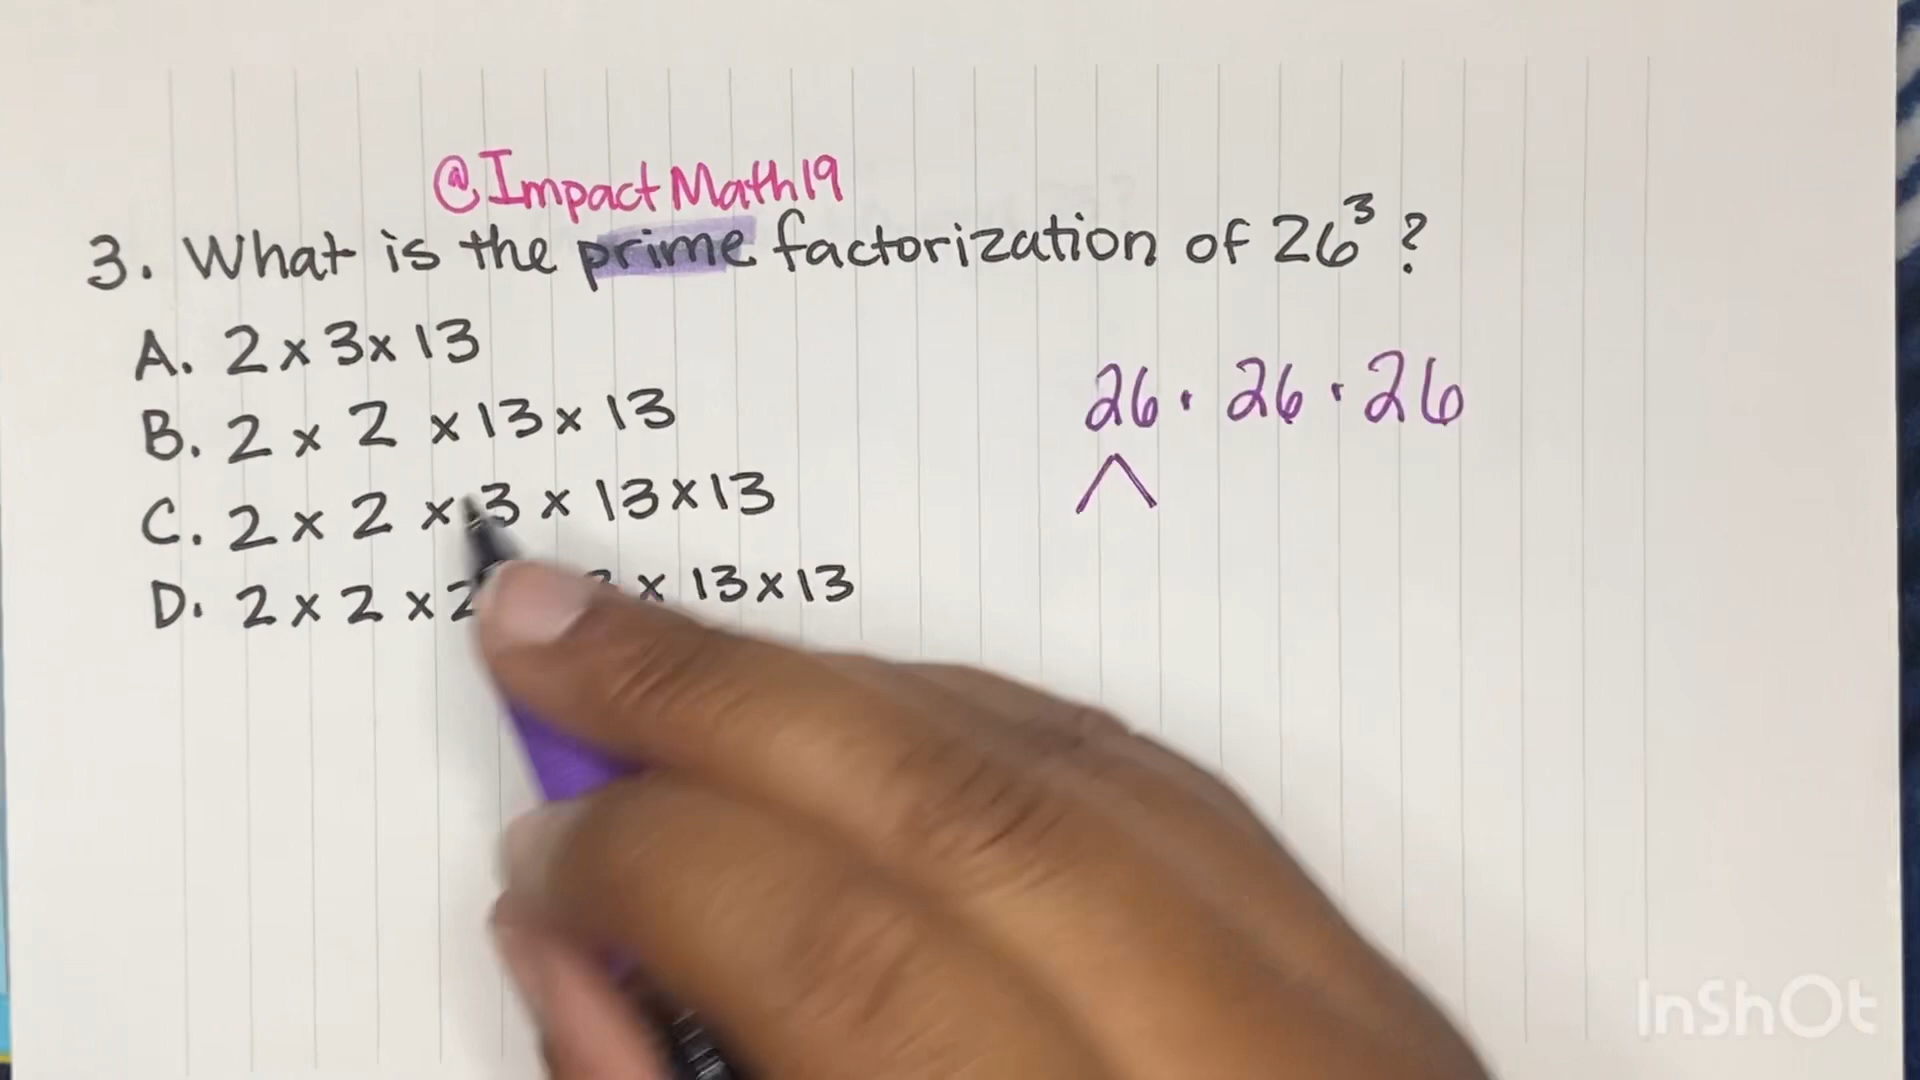 @ImpactMath19
3. What is the prime factorization of 26³?
A. 2 x 3 x 13
B. 2 x 2 x 13 x 13
C. 2 x 2 x 3 x 13 x 13
D. 2 x 2 x 2 x 13 x 13
26 · 26 · 26
InShOt